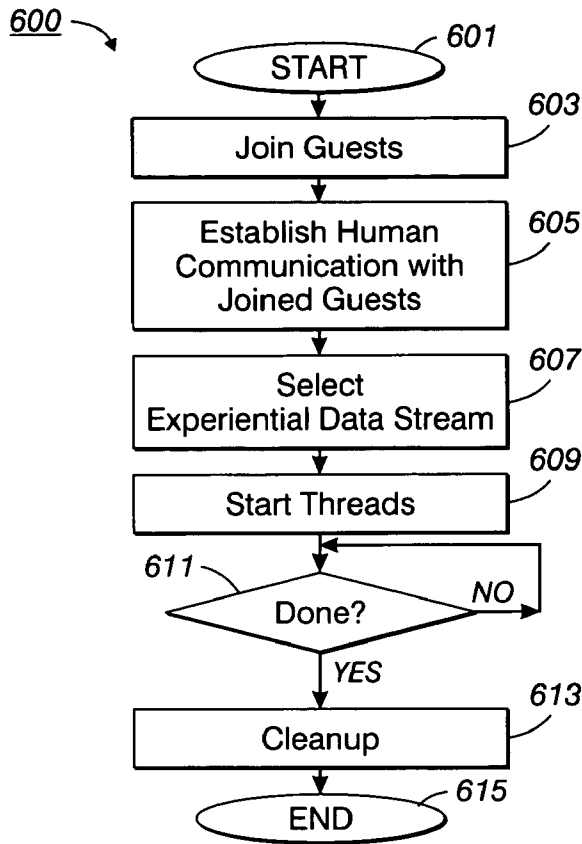 600
601
START
603
Join Guests
605
Establish Human
Communication with
Joined Guests
607
Select
Experiential Data Stream
609
Start Threads
611
Done?
NO
YES
613
Cleanup
615
END